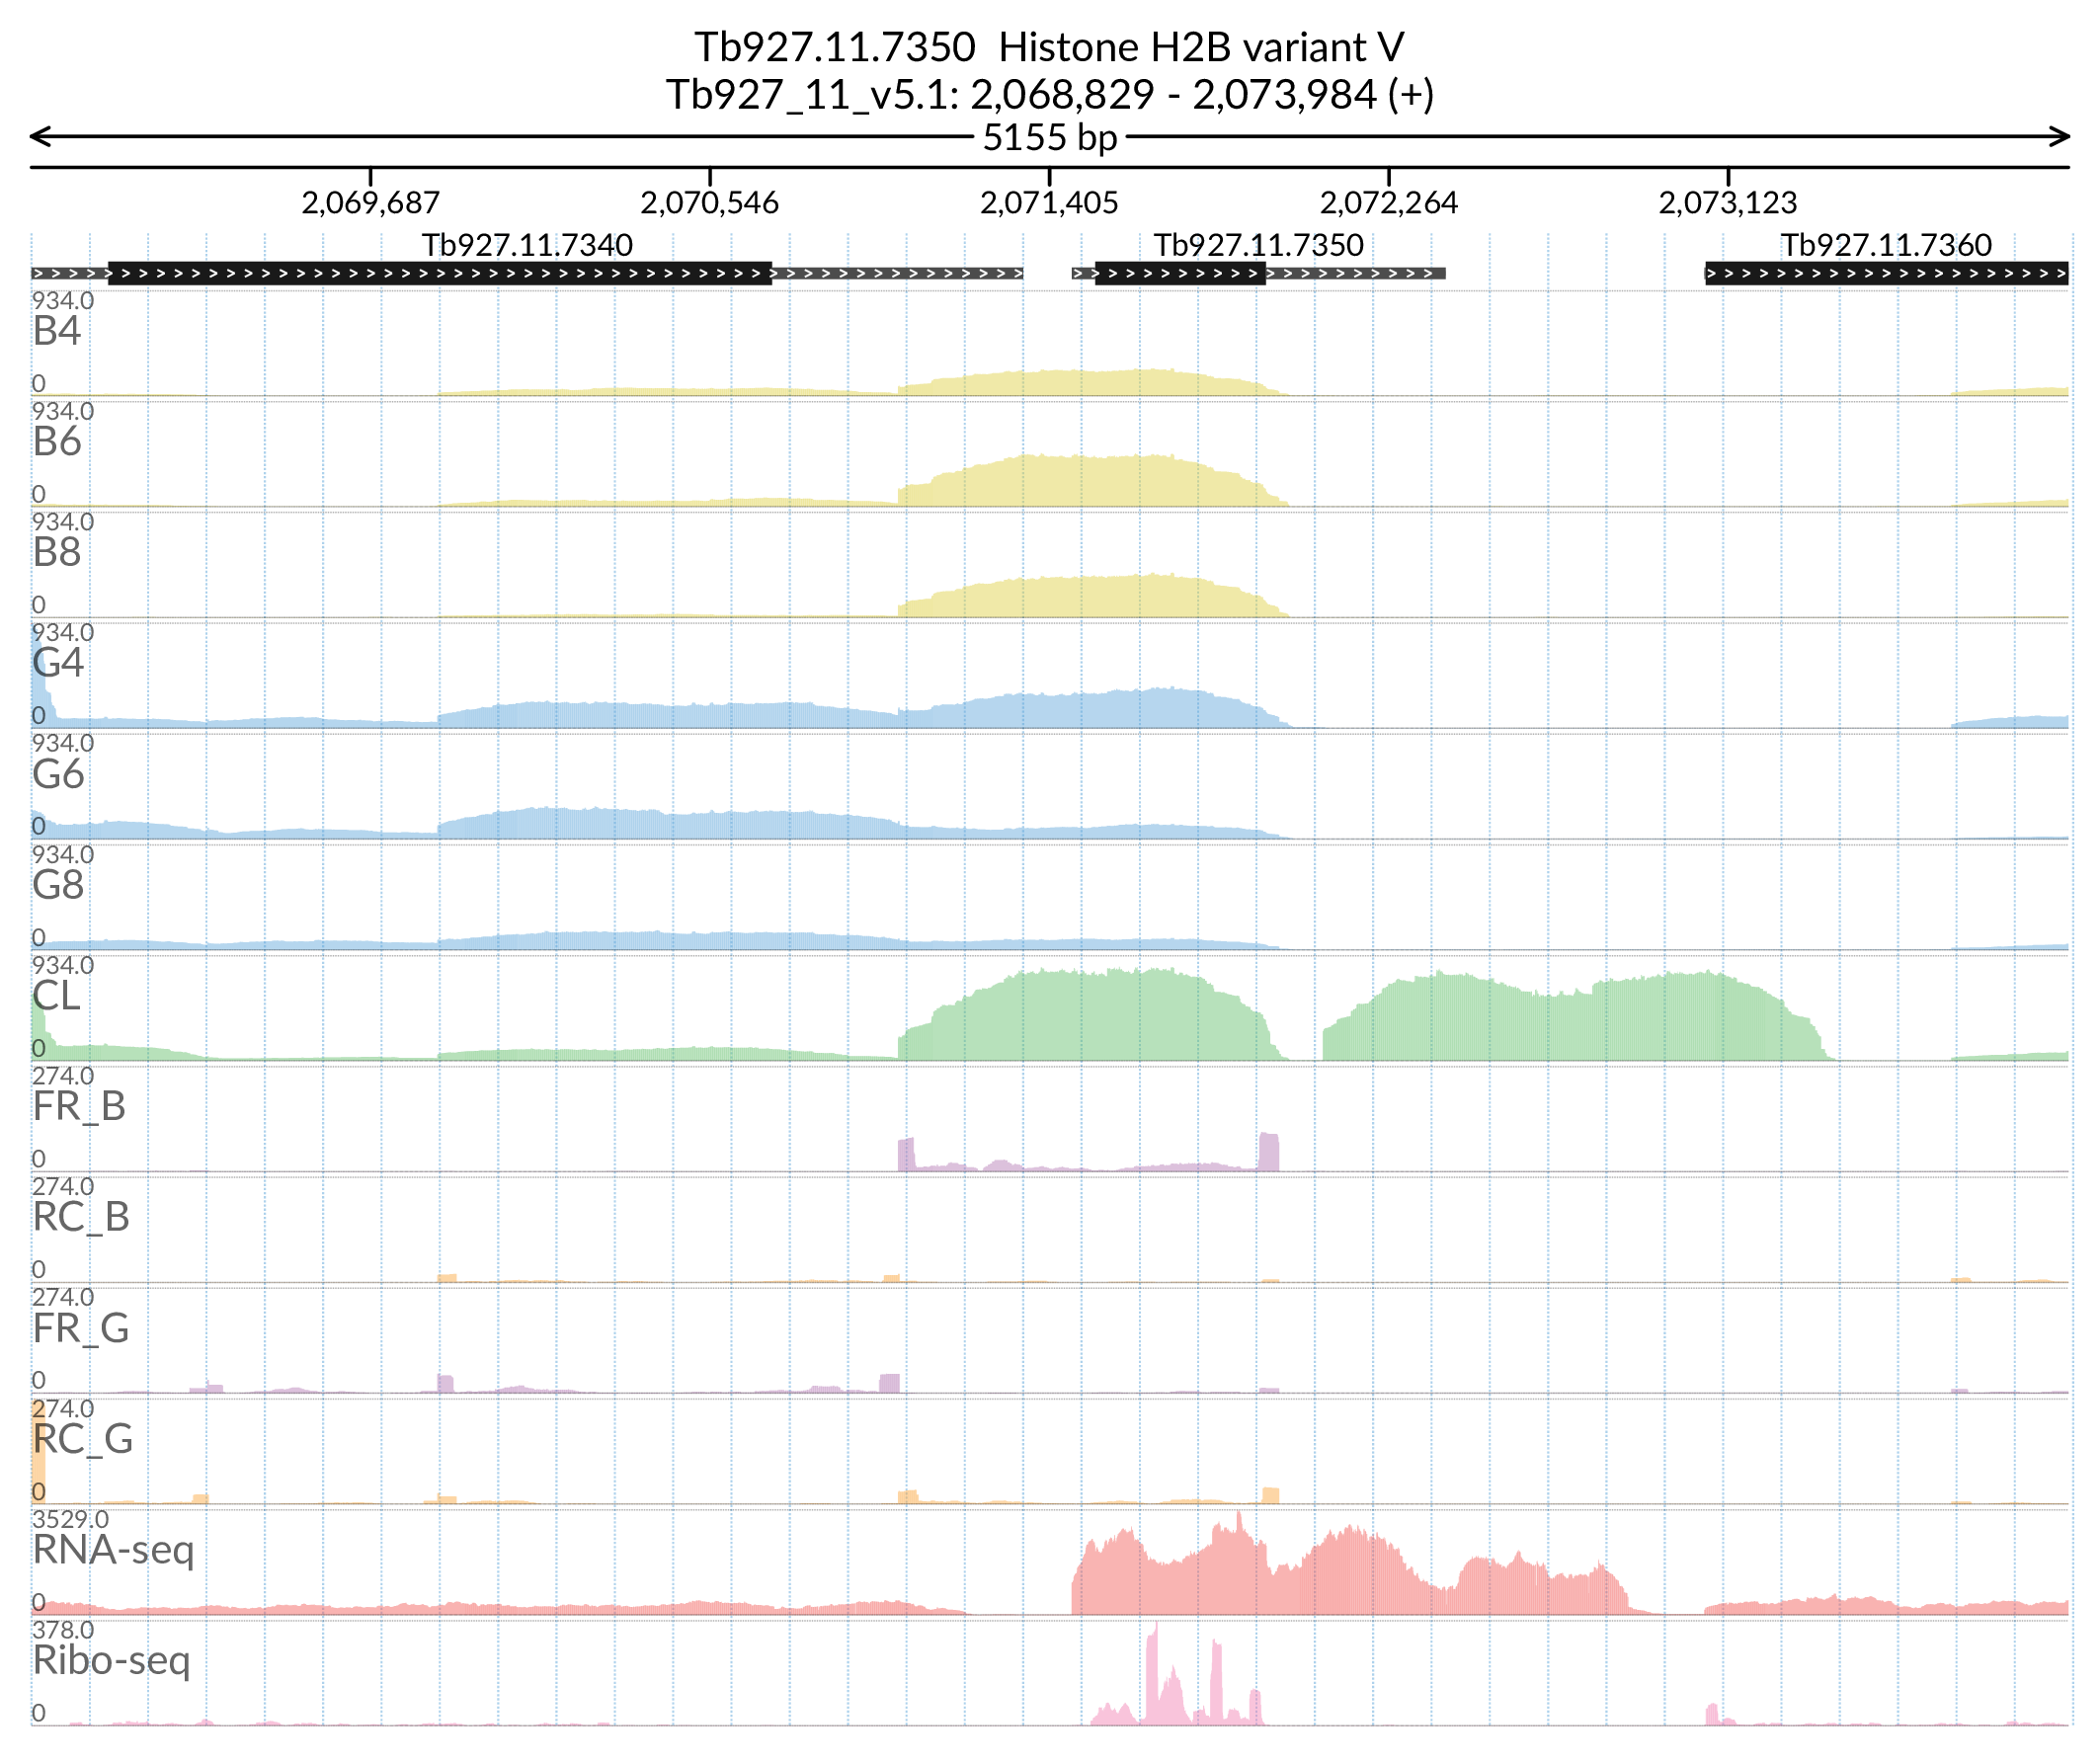 Tb927.11.7350 Histone H2B variant V
Tb927_11_v5.1: 2,068,829 - 2,073,984 (+)
5155 bp
2,069,687 2,070,546 2,071,405 2,072,264 2,073,123
Tb927.11.7340 Tb927.11.7350 Tb927.11.7360
934.0
B4
0
934.0
B6
0
934.0
B8
0
934.0
G4
0
934.0
G6
0
934.0
G8
0
934.0
CL
0
274.0
FR_B
0
274.0
RC_B
0
274.0
FR_G
0
274.0
RC_G
0
3529.0
RNA-seq
0
378.0
Ribo-seq
0